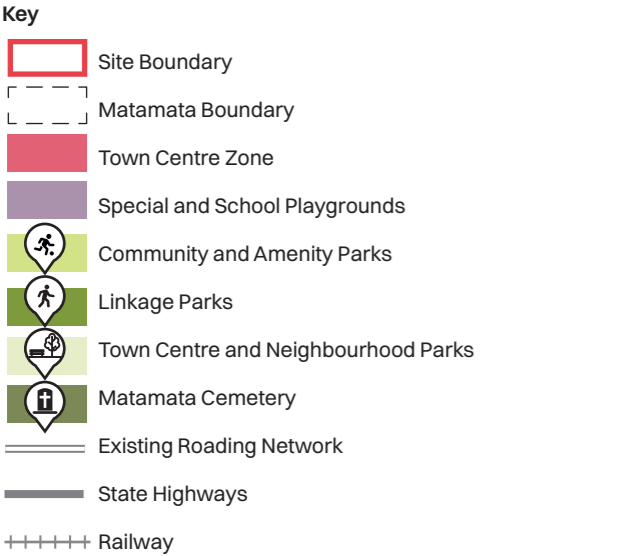 Key
Site Boundary
Matamata Boundary
Town Centre Zone
Special and School Playgrounds
Community and Amenity Parks
Linkage Parks
Town Centre and Neighbourhood Parks
Matamata Cemetery
Existing Roading Network
State Highways
Railway